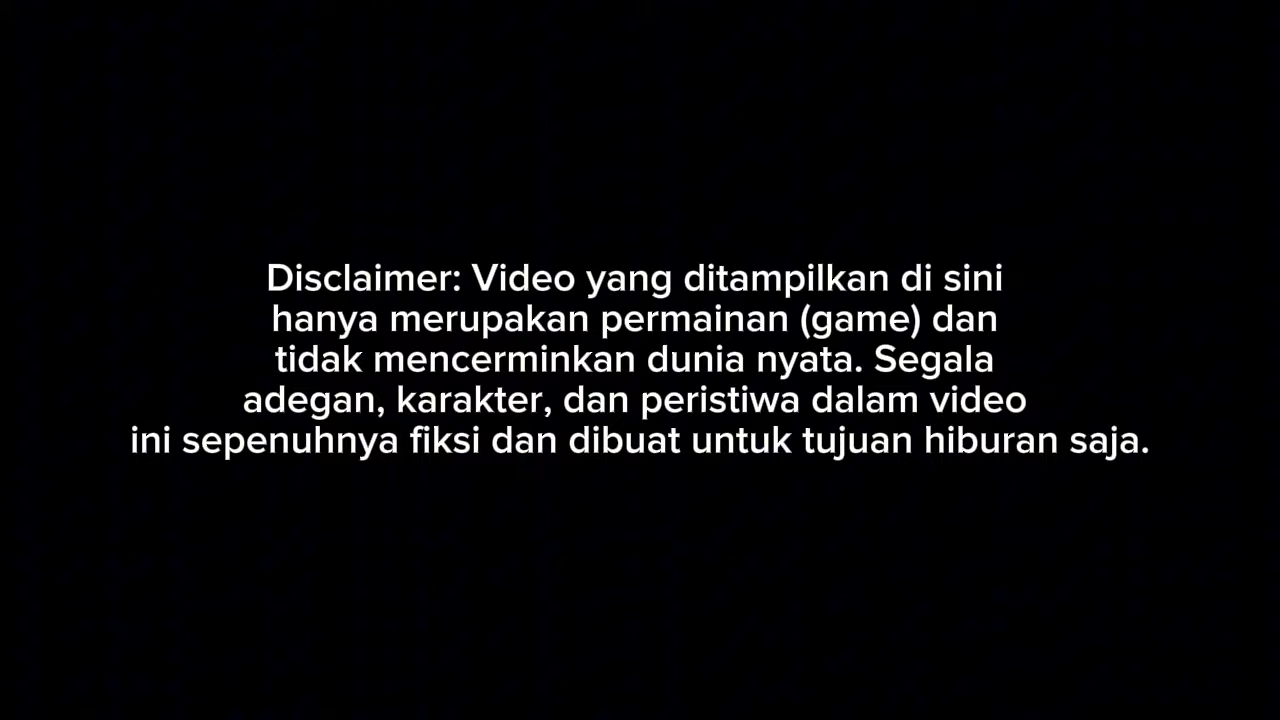 Disclaimer: Video yang ditampilkan di sini
hanya merupakan permainan (game) dan
tidak mencerminkan dunia nyata. Segala
adegan, karakter, dan peristiwa dalam video
ini sepenuhnya fiksi dan dibuat untuk tujuan hiburan saja.